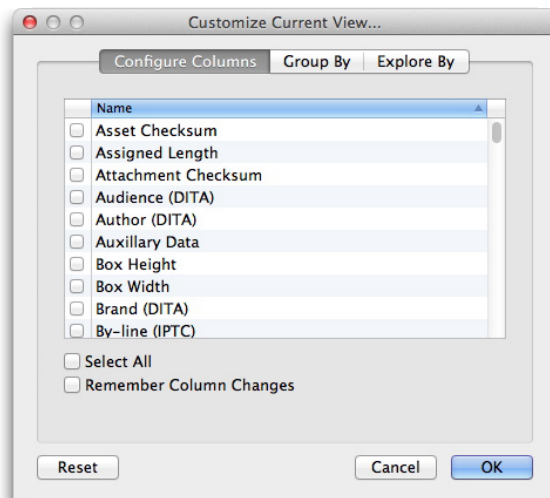 Customize Current View...
Configure Columns Group By Explore By
Name
Asset Checksum
Assigned Length
Attachment Checksum
Audience (DITA)
Author (DITA)
Auxillary Data
Box Height
Box Width
Brand (DITA)
By-line (IPTC)
Select All
Remember Column Changes
Reset Cancel OK